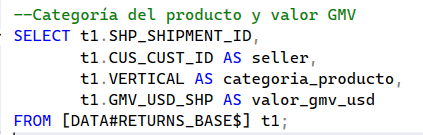 --Categoría del producto y valor GMV
SELECT t1.SHP_SHIPMENT_ID,
       t1.CUS_CUST_ID AS seller,
       t1.VERTICAL AS categoria_producto,
       t1.GMV_USD_SHP AS valor_gmv_usd
FROM [DATA#RETURNS_BASE$] t1;